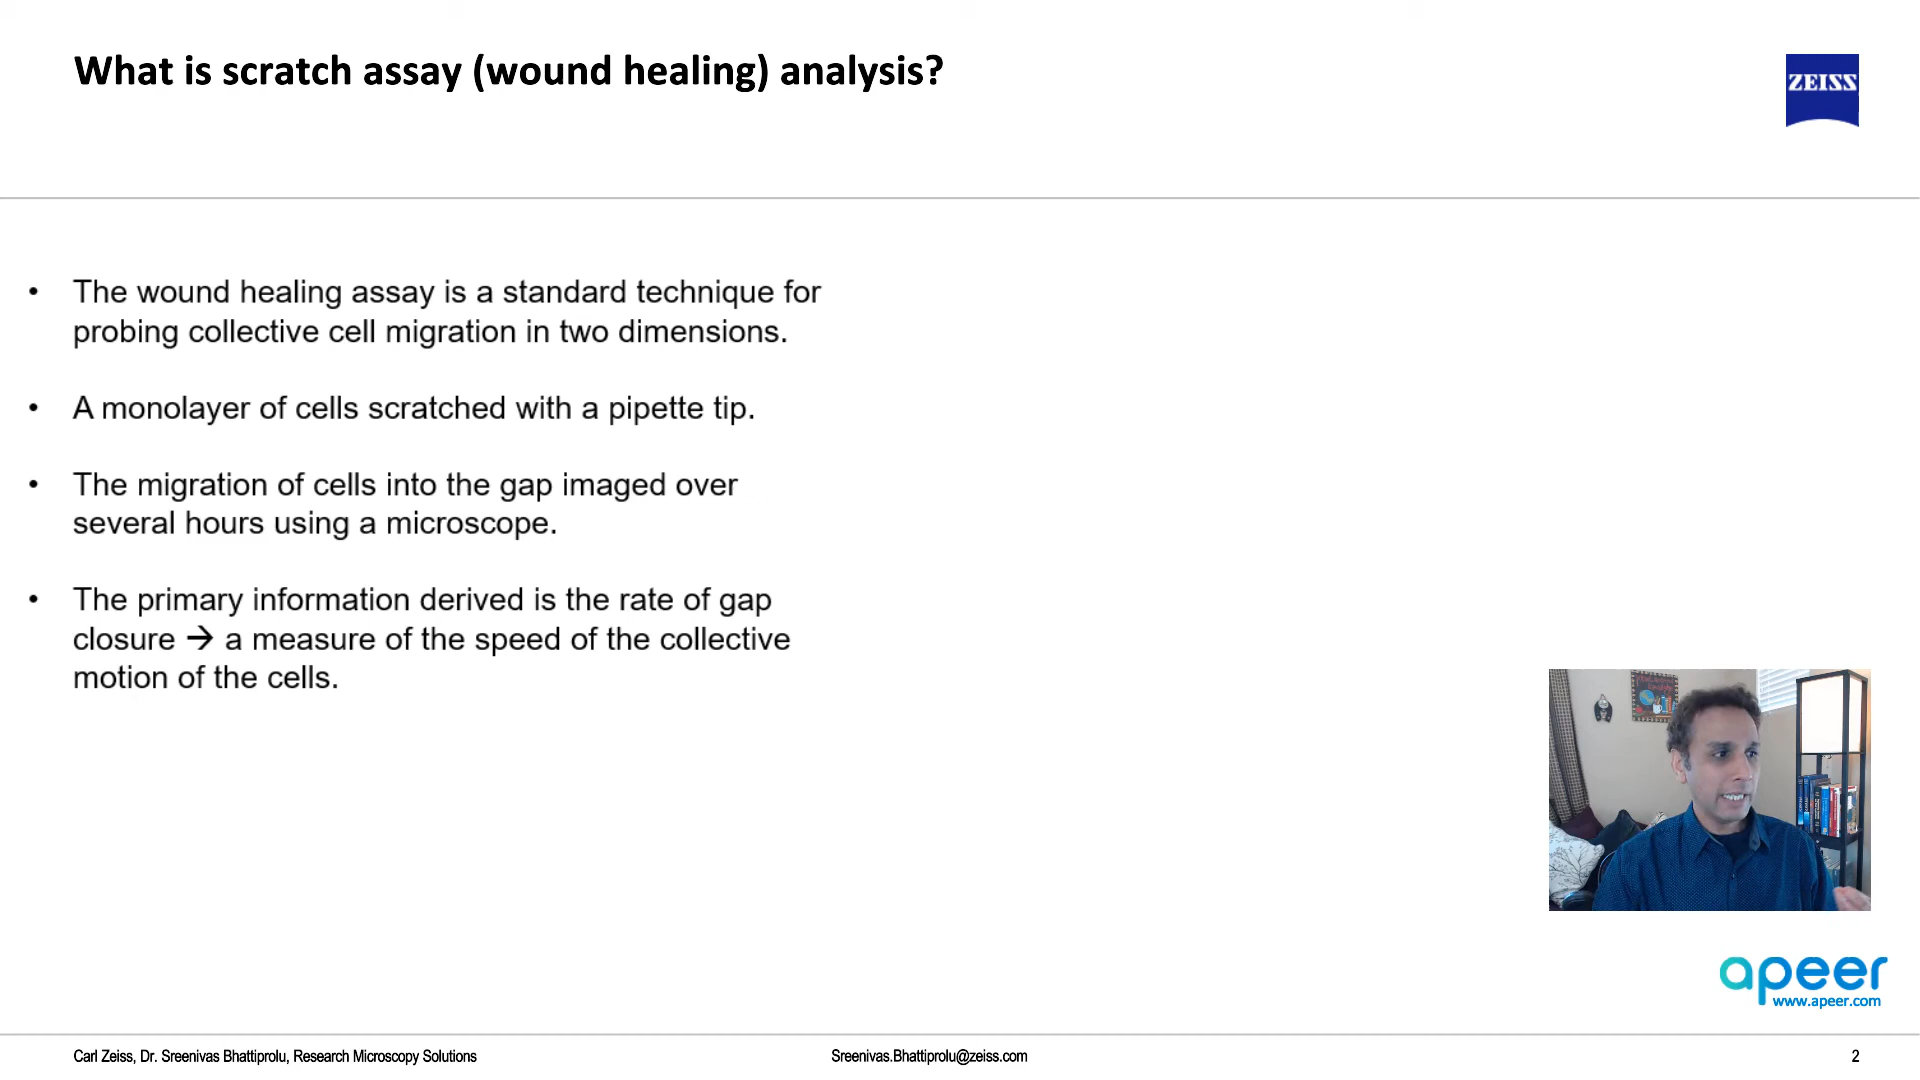 What is scratch assay (wound healing) analysis?
ZEISS
• The wound healing assay is a standard technique for
probing collective cell migration in two dimensions.
• A monolayer of cells scratched with a pipette tip.
• The migration of cells into the gap imaged over
several hours using a microscope.
• The primary information derived is the rate of gap
closure → a measure of the speed of the collective
motion of the cells.
apeer
www.apeer.com
Carl Zeiss, Dr. Sreenivas Bhattiprolu, Research Microscopy Solutions
Sreenivas.Bhattiprolu@zeiss.com
2